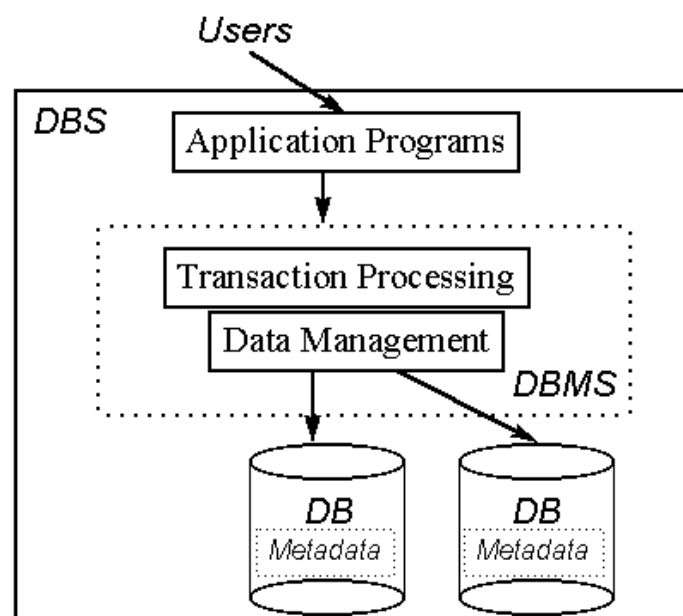 Users
DBS
Application Programs
Transaction Processing
Data Management
DBMS
DB
Metadata
DB
Metadata